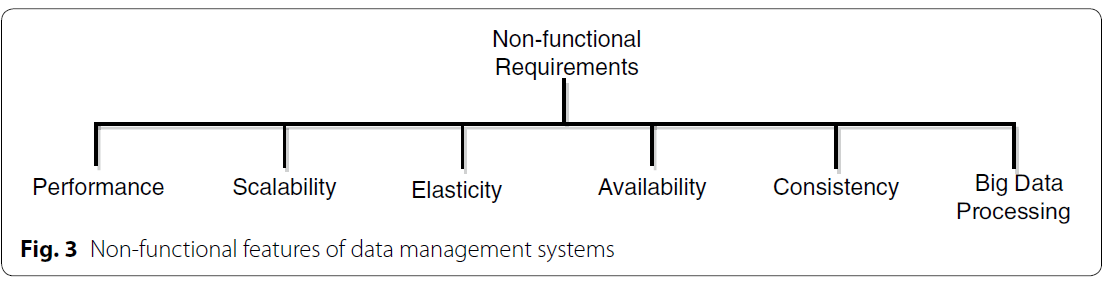 Non-functional
Requirements
Performance
Scalability
Elasticity
Availability
Consistency
Big Data
Processing
Fig. 3 Non-functional features of data management systems